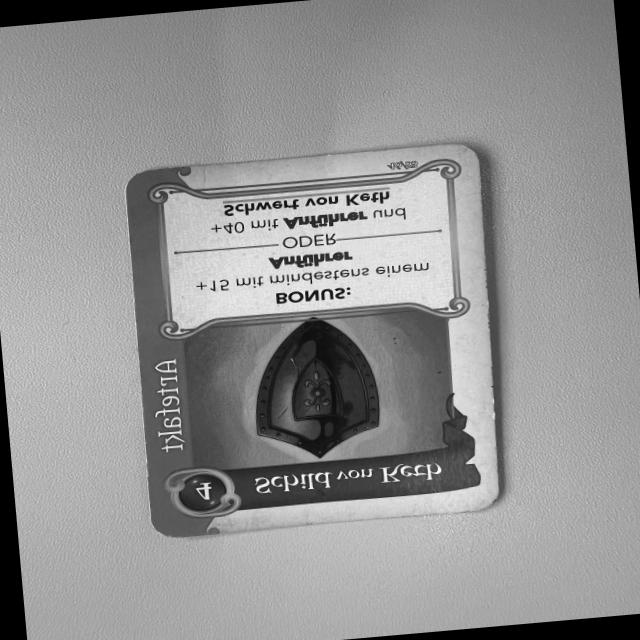 4
Schild von Keth
Artefakt
BONUS:
+15 mit mindestens einem
Anführer
ODER
+40 mit Anführer und
Schwert von Keth